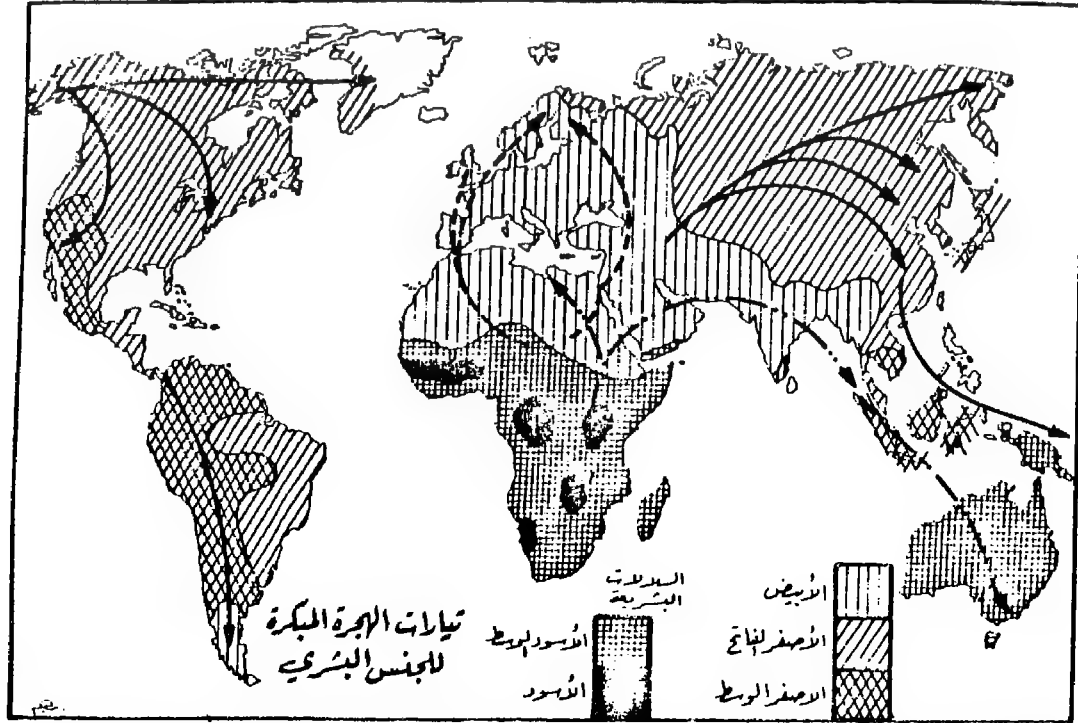 تيارات الهجرة المبكرة
للجنس البشري
السلالات
البشرية
الأسود الوسط
الأسود
الأبيض
الأصفر الفاتح
الأصفر الوسط